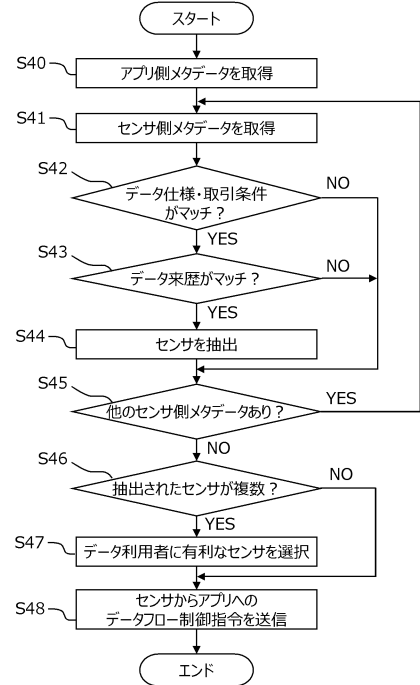 スタート
S40
アプリ側メタデータを取得
S41
センサ側メタデータを取得
S42
データ仕様・取引条件
がマッチ？
NO
YES
S43
データ来歴がマッチ？
NO
YES
S44
センサを抽出
S45
他のセンサ側メタデータあり？
YES
NO
S46
抽出されたセンサが複数？
NO
YES
S47
データ利用者に有利なセンサを選択
S48
センサからアプリへの
データフロー制御指令を送信
エンド